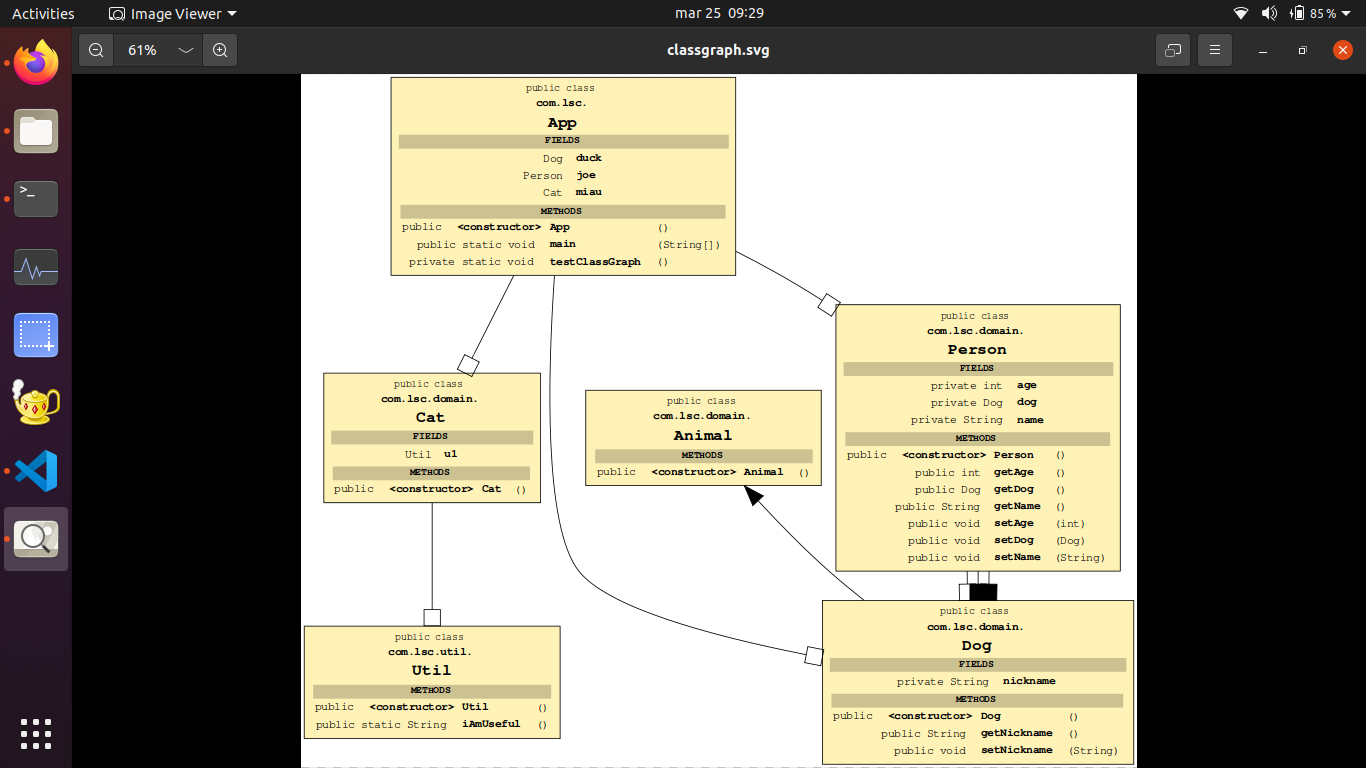 Activities Image Viewer mar 25 09:29 85 %
61% classgraph.svg
public class
com.lsc.
App
FIELDS
Dog duck
Person joe
Cat miau
METHODS
public <constructor> App ()
public static void main (String[])
private static void testClassGraph ()
public class
com.lsc.domain.
Person
FIELDS
private int age
private Dog dog
private String name
METHODS
public <constructor> Person ()
public int getAge ()
public Dog getDog ()
public String getName ()
public void setAge (int)
public void setDog (Dog)
public void setName (String)
public class
com.lsc.domain.
Cat
FIELDS
Util u1
METHODS
public <constructor> Cat ()
public class
com.lsc.domain.
Animal
METHODS
public <constructor> Animal ()
public class
com.lsc.util.
Util
METHODS
public <constructor> Util ()
public static String iAmUseful ()
public class
com.lsc.domain.
Dog
FIELDS
private String nickname
METHODS
public <constructor> Dog ()
public String getNickname ()
public void setNickname (String)